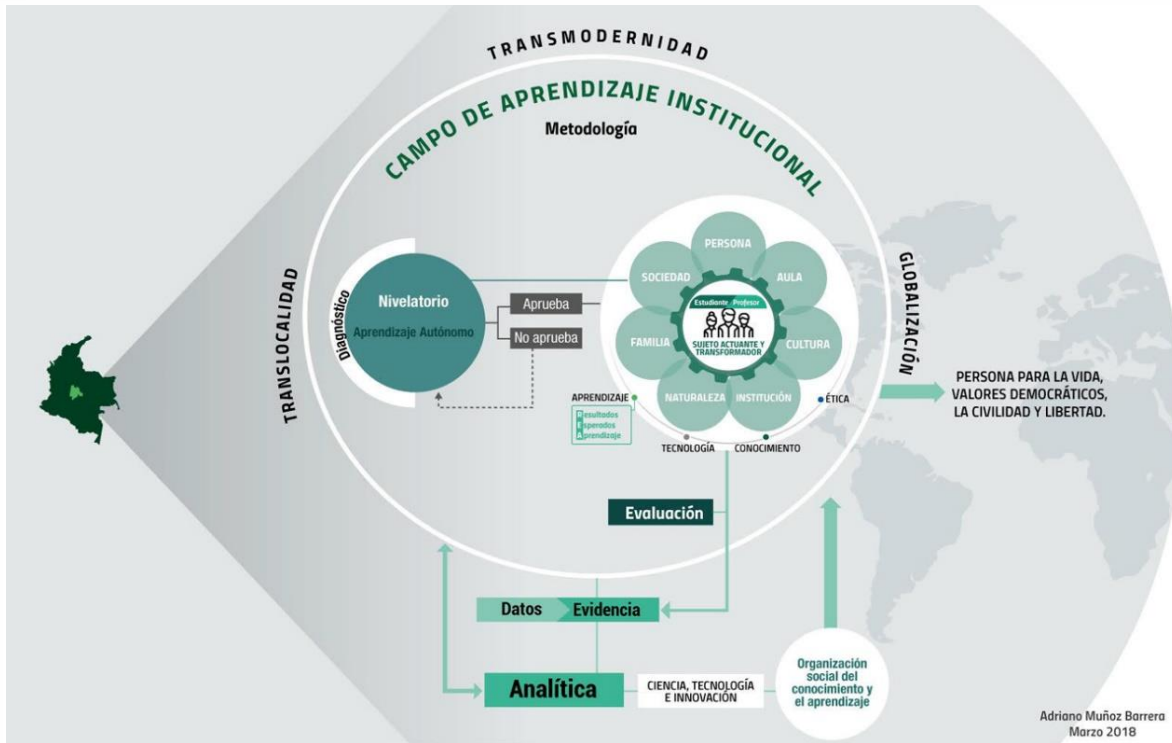 TRANSMODERNIDAD
CAMPO DE APRENDIZAJE INSTITUCIONAL
Metodología
TRANSLOCALIDAD
GLOBALIZACIÓN
Diagnóstico
Nivelatorio
Aprendizaje Autónomo
Aprueba
No aprueba
PERSONA
SOCIEDAD
AULA
FAMILIA
CULTURA
NATURALEZA
INSTITUCIÓN
Estudiante Profesor
SUJETO ACTUANTE Y
TRANSFORMADOR
APRENDIZAJE
Resultados
Esperados
Aprendizaje
TECNOLOGÍA
CONOCIMIENTO
ÉTICA
PERSONA PARA LA VIDA,
VALORES DEMOCRÁTICOS,
LA CIVILIDAD Y LIBERTAD.
Evaluación
Datos
Evidencia
Analítica
CIENCIA, TECNOLOGÍA
E INNOVACIÓN
Organización
social del
conocimiento y
el aprendizaje
Adriano Muñoz Barrera
Marzo 2018